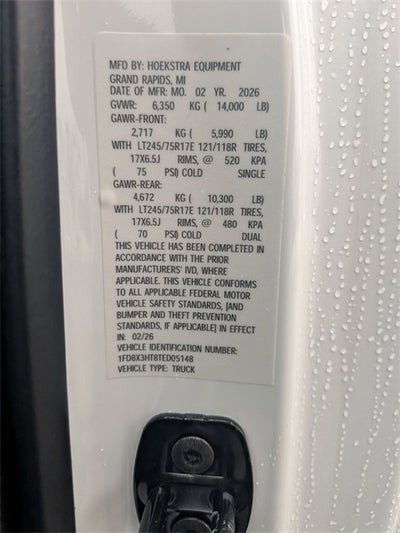 MFD BY: HOEKSTRA EQUIPMENT
GRAND RAPIDS, MI
DATE OF MFR: MO. 02 YR. 2026
GVWR: 6,350 KG ( 14,000 LB)
GAWR-FRONT:
2,717 KG ( 5,990 LB)
WITH LT245/75R17E 121/118R TIRES,
17X6.5J RIMS, @ 520 KPA
( 75 PSI) COLD SINGLE
GAWR-REAR:
4,672 KG ( 10,300 LB)
WITH LT245/75R17E 121/118R TIRES,
17X6.5J RIMS, @ 480 KPA
( 70 PSI) COLD DUAL
THIS VEHICLE HAS BEEN COMPLETED IN
ACCORDANCE WITH THE PRIOR
MANUFACTURERS' IVD, WHERE
APPLICABLE. THIS VEHICLE CONFORMS
TO ALL APPLICABLE FEDERAL MOTOR
VEHICLE SAFETY STANDARDS, [AND
BUMPER AND THEFT PREVENTION
STANDARDS, IF APPLICABLE] IN EFFECT
IN: 02/26
VEHICLE IDENTIFICATION NUMBER:
1FD8X3HT8TED05148
VEHICLE TYPE: TRUCK